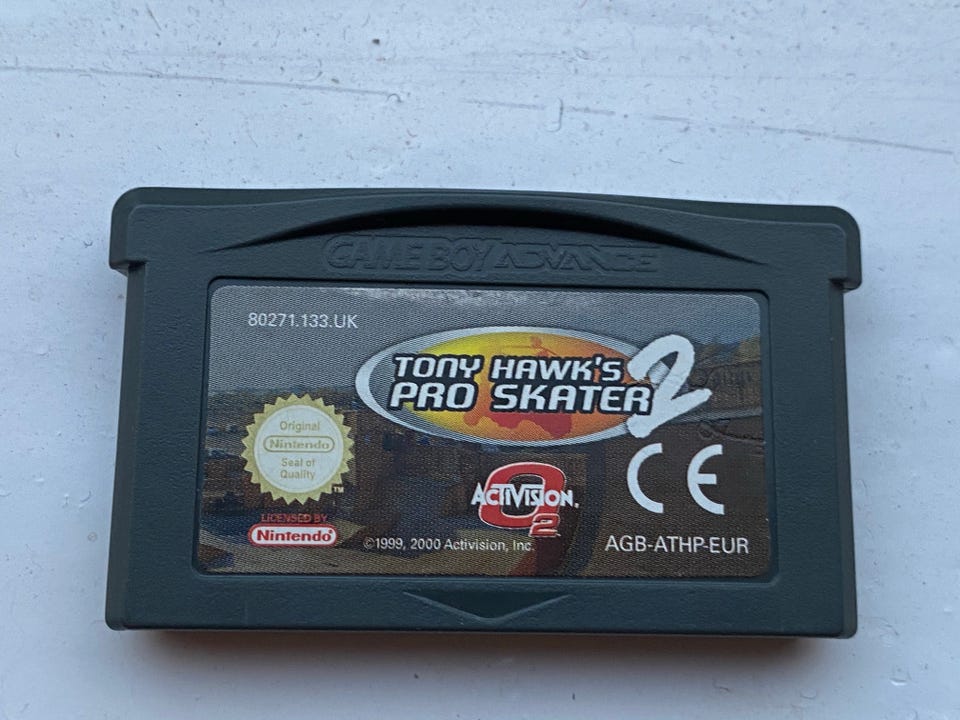 GAME BOY ADVANCE
80271.133.UK
TONY HAWK'S
PRO SKATER 2
Original
Nintendo
Seal of
Quality
TM
LICENSED BY
Nintendo®
ACTIVISION.
O2
©1999, 2000 Activision, Inc.
CE
AGB-ATHP-EUR